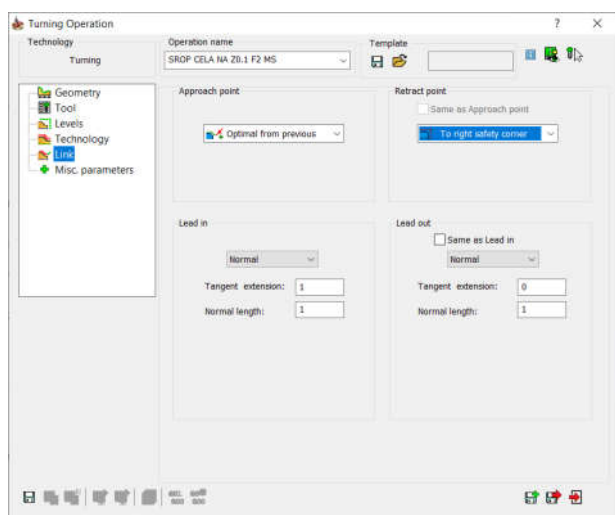 Turning Operation
? ×
Technology
Turning
Operation name
SROP CELA NA Z0.1 F2 MS
Template
Geometry
Tool
Levels
Technology
Link
Misc. parameters
Approach point
Optimal from previous
Retract point
Same as Approach point
To right safety corner
Lead in
Normal
Tangent extension: 1
Normal length: 1
Lead out
Same as Lead in
Normal
Tangent extension: 0
Normal length: 1